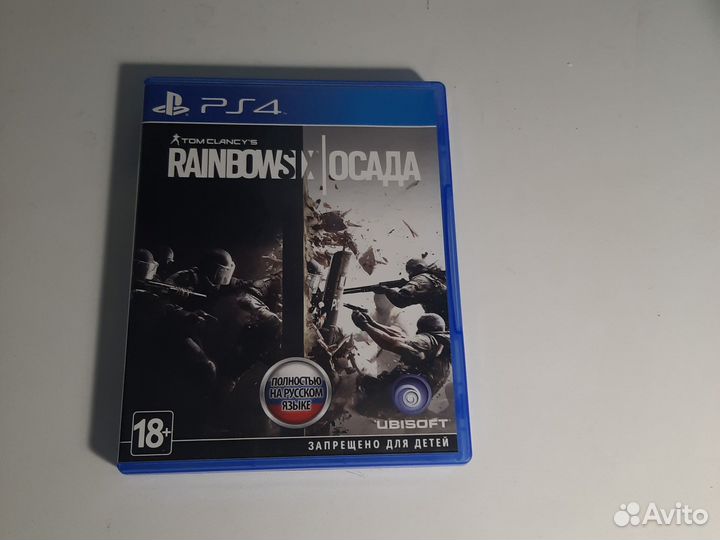 PS4
TOM CLANCY'S
RAINBOWSIX|ОСАДА
ПОЛНОСТЬЮ
НА РУССКОМ
ЯЗЫКЕ
UBISOFT
18+
ЗАПРЕЩЕНО ДЛЯ ДЕТЕЙ
Avito